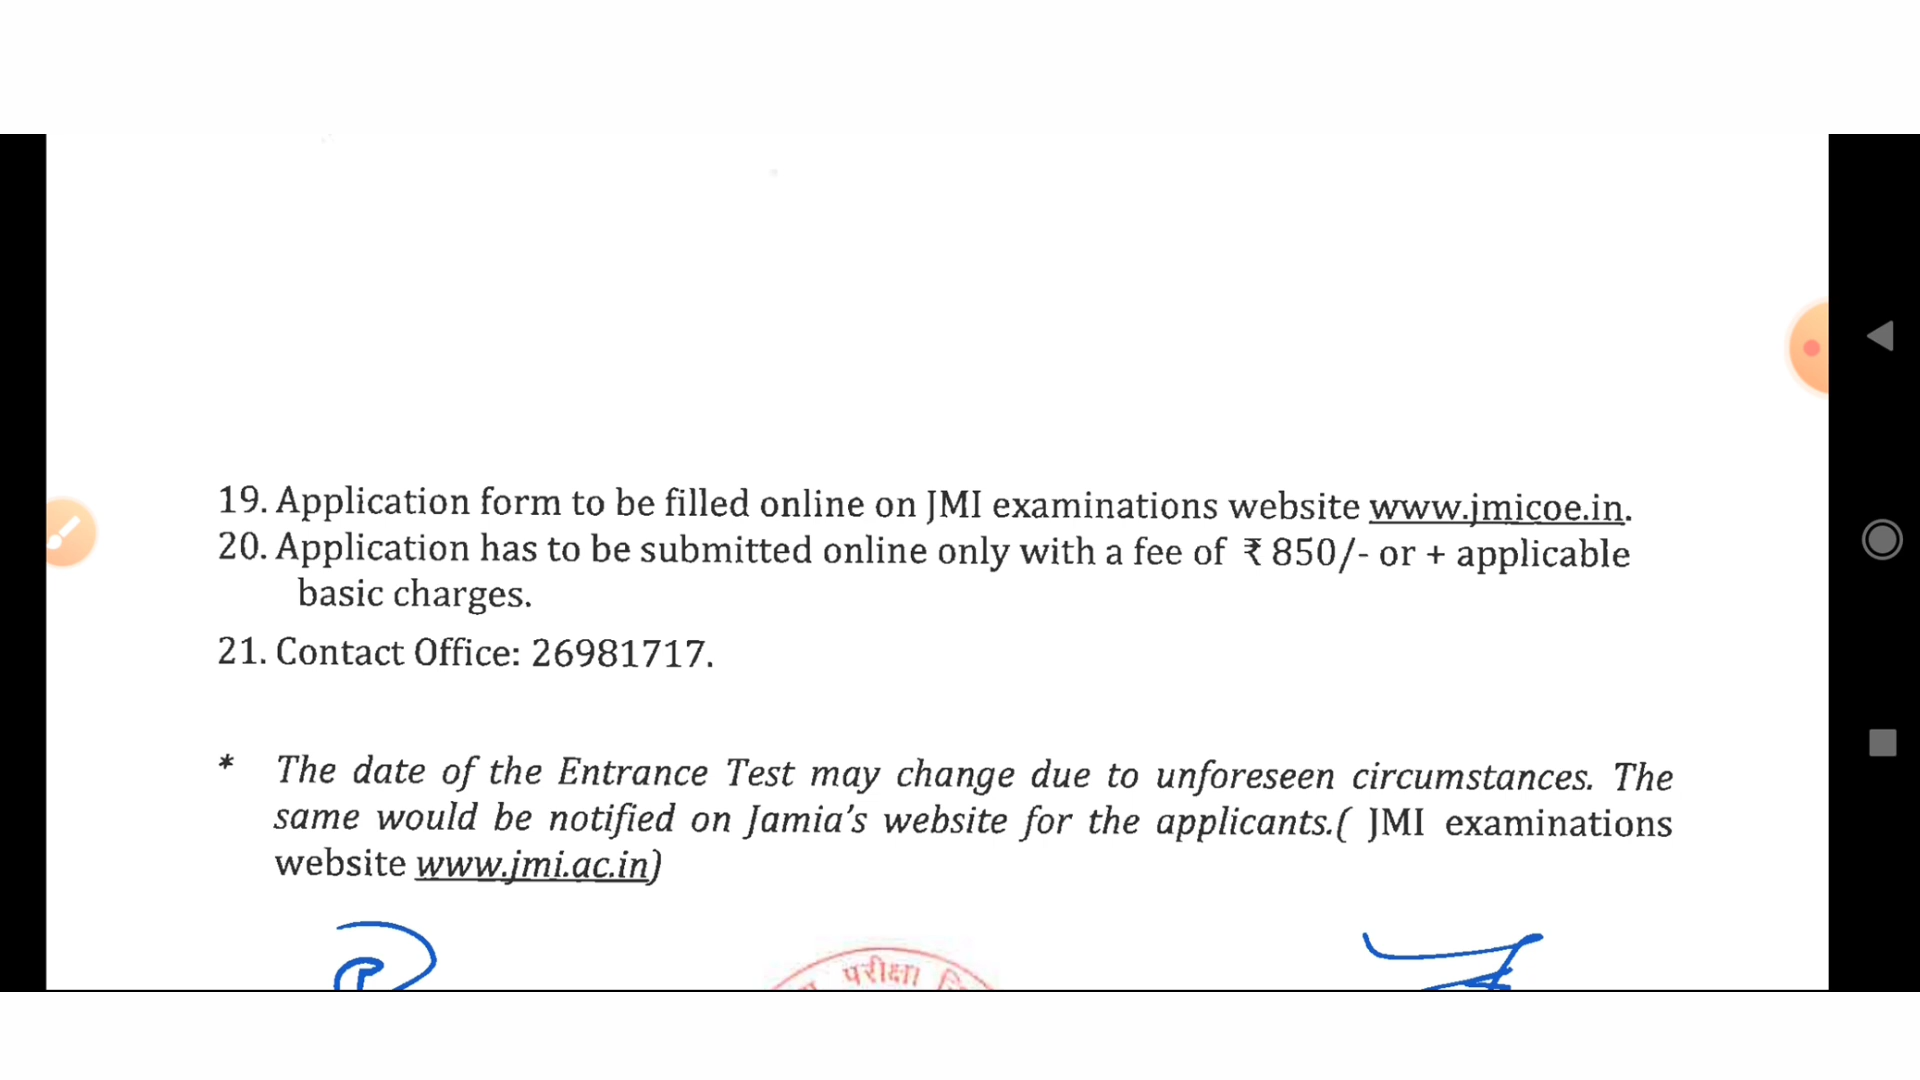 19. Application form to be filled online on JMI examinations website www.jmicoe.in.
20. Application has to be submitted online only with a fee of ₹ 850/- or + applicable
basic charges.
21. Contact Office: 26981717.
* The date of the Entrance Test may change due to unforeseen circumstances. The
same would be notified on Jamia’s website for the applicants.( JMI examinations
website www.jmi.ac.in)
परीक्षा